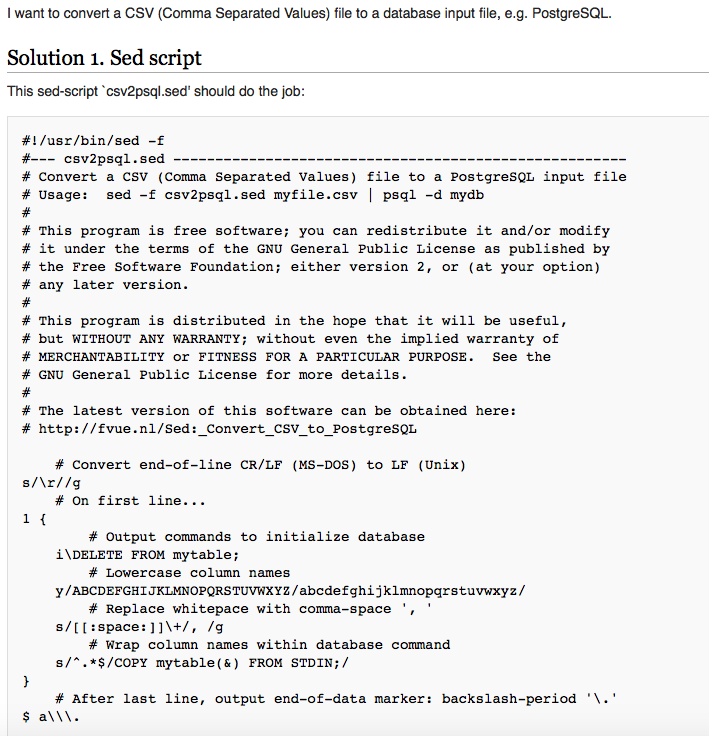 I want to convert a CSV (Comma Separated Values) file to a database input file, e.g. PostgreSQL.
Solution 1. Sed script
This sed-script `csv2psql.sed' should do the job:
#!/usr/bin/sed -f
#--- csv2psql.sed ------------------------------------------------------
# Convert a CSV (Comma Separated Values) file to a PostgreSQL input file
# Usage:  sed -f csv2psql.sed myfile.csv | psql -d mydb
#
# This program is free software; you can redistribute it and/or modify
# it under the terms of the GNU General Public License as published by
# the Free Software Foundation; either version 2, or (at your option)
# any later version.
#
# This program is distributed in the hope that it will be useful,
# but WITHOUT ANY WARRANTY; without even the implied warranty of
# MERCHANTABILITY or FITNESS FOR A PARTICULAR PURPOSE.  See the
# GNU General Public License for more details.
#
# The latest version of this software can be obtained here:
# http://fvue.nl/Sed:_Convert_CSV_to_PostgreSQL
    # Convert end-of-line CR/LF (MS-DOS) to LF (Unix)
s/\r//g
    # On first line...
1 {
        # Output commands to initialize database
    i\DELETE FROM mytable;
        # Lowercase column names
    y/ABCDEFGHIJKLMNOPQRSTUVWXYZ/abcdefghijklmnopqrstuvwxyz/
        # Replace whitepace with comma-space ', '
    s/[[:space:]]\+/, /g
        # Wrap column names within database command
    s/^.*$/COPY mytable(&) FROM STDIN;/
}
    # After last line, output end-of-data marker: backslash-period '\.'
$ a\\\.